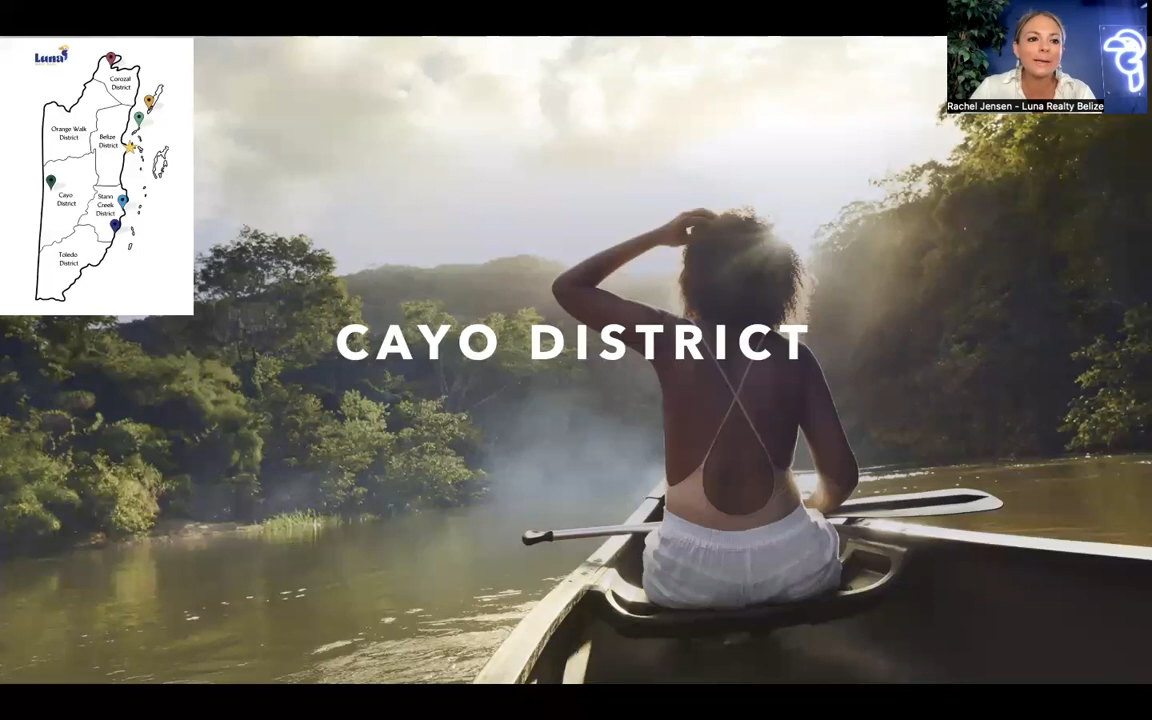 Luna
Corozal
District
Orange Walk
District
Belize
District
Cayo
District
Stann
Creek
District
Toledo
District
CAYO DISTRICT
Rachel Jensen - Luna Realty Belize